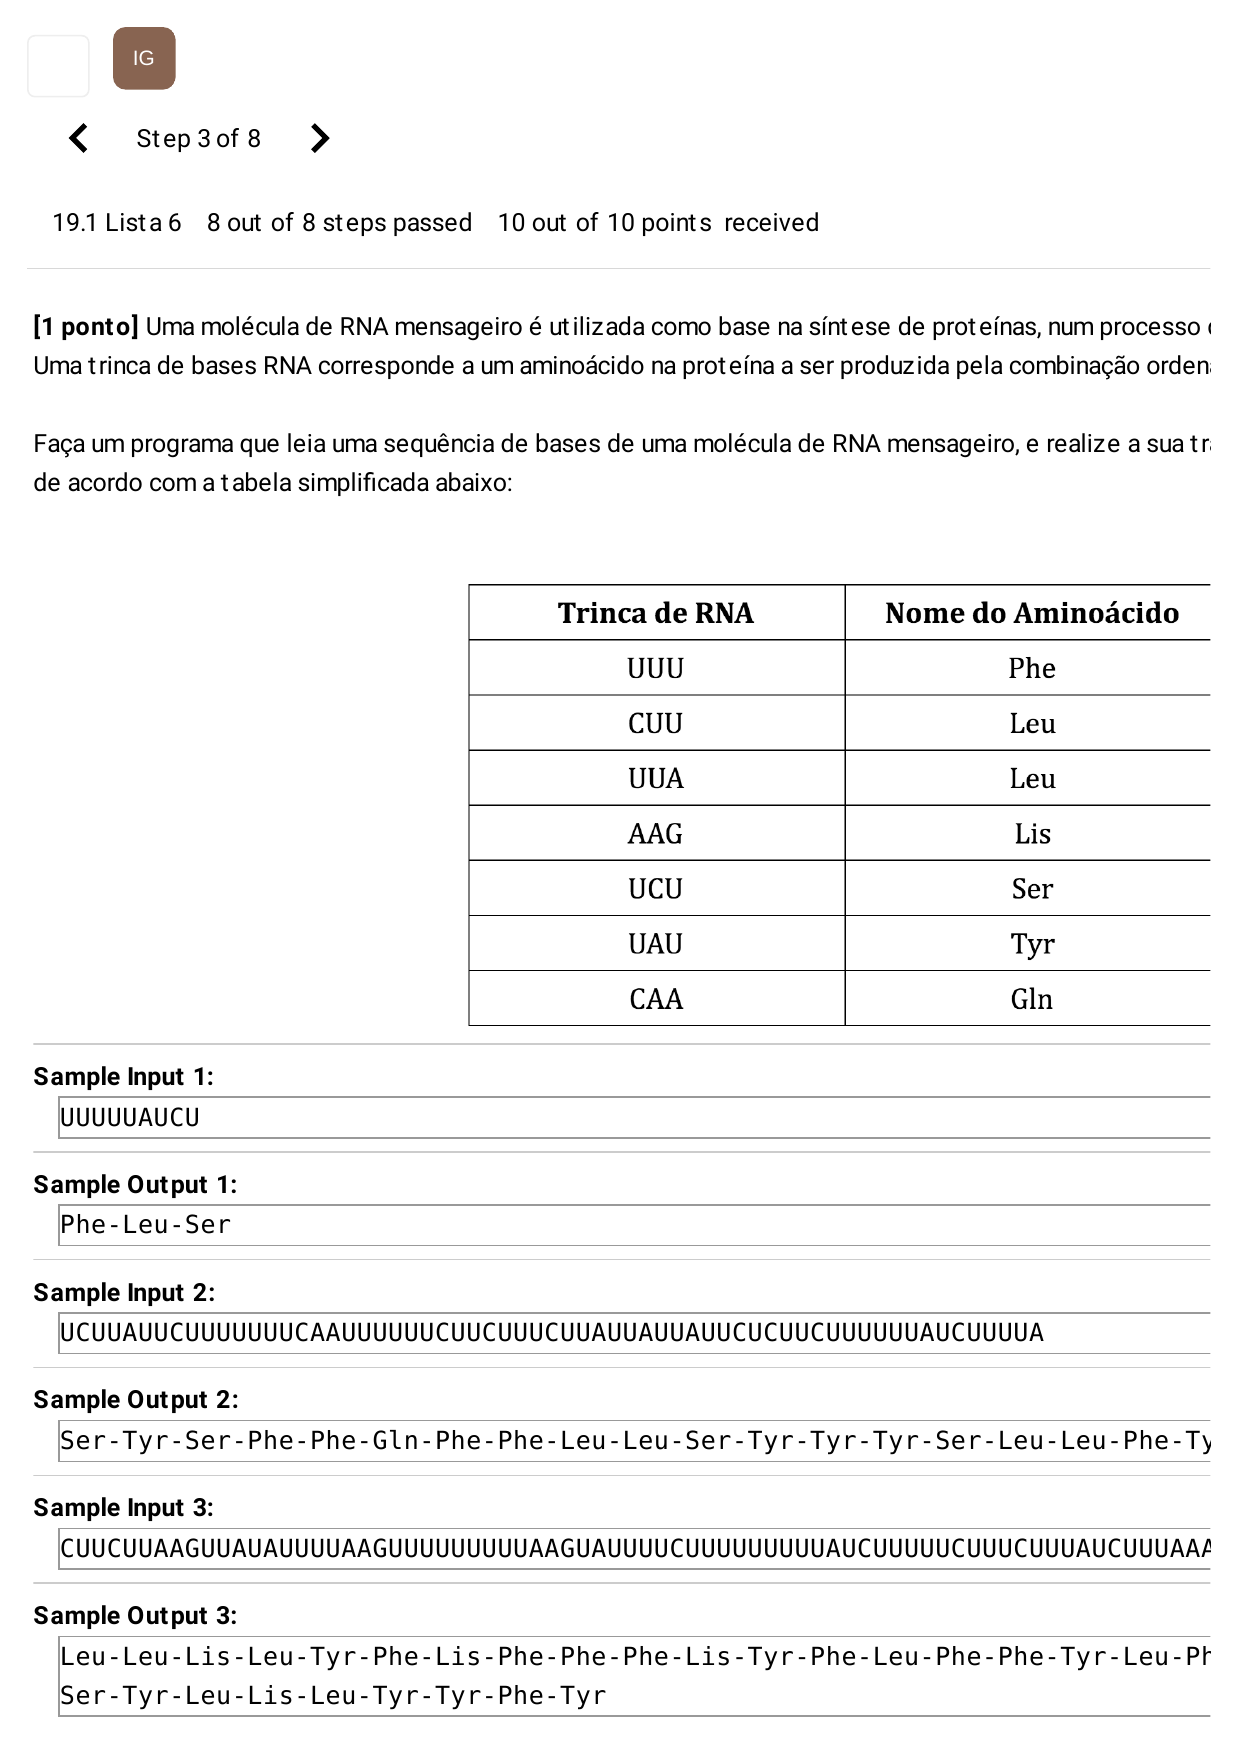 IG
Step 3 of 8
19.1 Lista 6 8 out of 8 steps passed 10 out of 10 points received
[1 ponto] Uma molécula de RNA mensageiro é utilizada como base na síntese de proteínas, num processo
Uma trinca de bases RNA corresponde a um aminoácido na proteína a ser produzida pela combinação orden
Faça um programa que leia uma sequência de bases de uma molécula de RNA mensageiro, e realize a sua tr
de acordo com a tabela simplificada abaixo:
Trinca de RNA Nome do Aminoácido
UUU Phe
CUU Leu
UUA Leu
AAG Lis
UCU Ser
UAU Tyr
CAA Gln
Sample Input 1:
UUUUUAUCU
Sample Output 1:
Phe-Leu-Ser
Sample Input 2:
UCUUAUUCUUUUUUUCAAUUUUUUCUUCUUUCUUAUUAUUAUUCUCUUCUUUUUUAUCUUUUA
Sample Output 2:
Ser-Tyr-Ser-Phe-Phe-Gln-Phe-Phe-Leu-Leu-Ser-Tyr-Tyr-Tyr-Ser-Leu-Leu-Phe-Ty
Sample Input 3:
CUUCUUAAGUUAUAUUUUAAGUUUUUUUUUAAGUAUUUUCUUUUUUUUUAUCUUUUUCUUUCUUUAUCUUUAAA
Sample Output 3:
Leu-Leu-Lis-Leu-Tyr-Phe-Lis-Phe-Phe-Phe-Lis-Tyr-Phe-Leu-Phe-Phe-Tyr-Leu-Ph
Ser-Tyr-Leu-Lis-Leu-Tyr-Tyr-Phe-Tyr